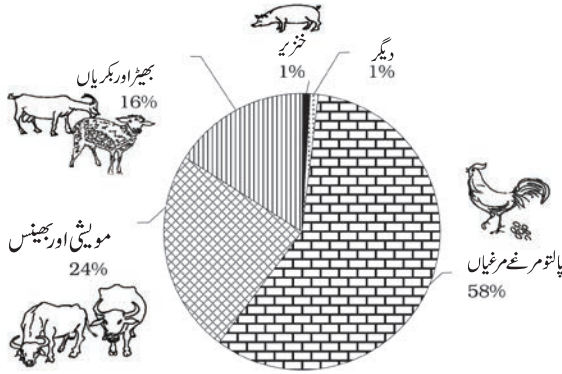 خنزیر
1%
دیگر
1%
بھیڑ اور بکریاں
16%
مویشی اور بھینس
24%
پالتو مرغے مرغیاں
58%